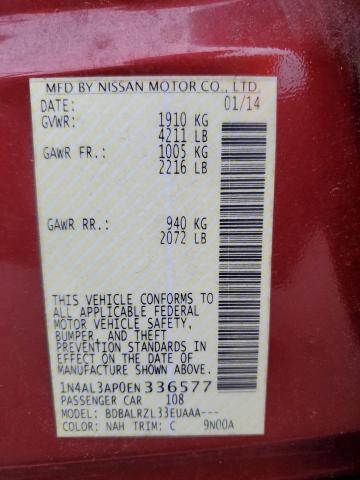 MFD BY NISSAN MOTOR CO., LTD.
DATE: 01/14
GVWR: 1910 KG
4211 LB
GAWR FR.: 1005 KG
2216 LB
GAWR RR.: 940 KG
2072 LB
THIS VEHICLE CONFORMS TO
ALL APPLICABLE FEDERAL
MOTOR VEHICLE SAFETY,
BUMPER, AND THEFT
PREVENTION STANDARDS IN
EFFECT ON THE DATE OF
MANUFACTURE SHOWN ABOVE.
1N4AL3AP0EN336577
PASSENGER CAR 108
MODEL: BDBALRZL33EUAAA---
COLOR: NAH TRIM: C 9N00A